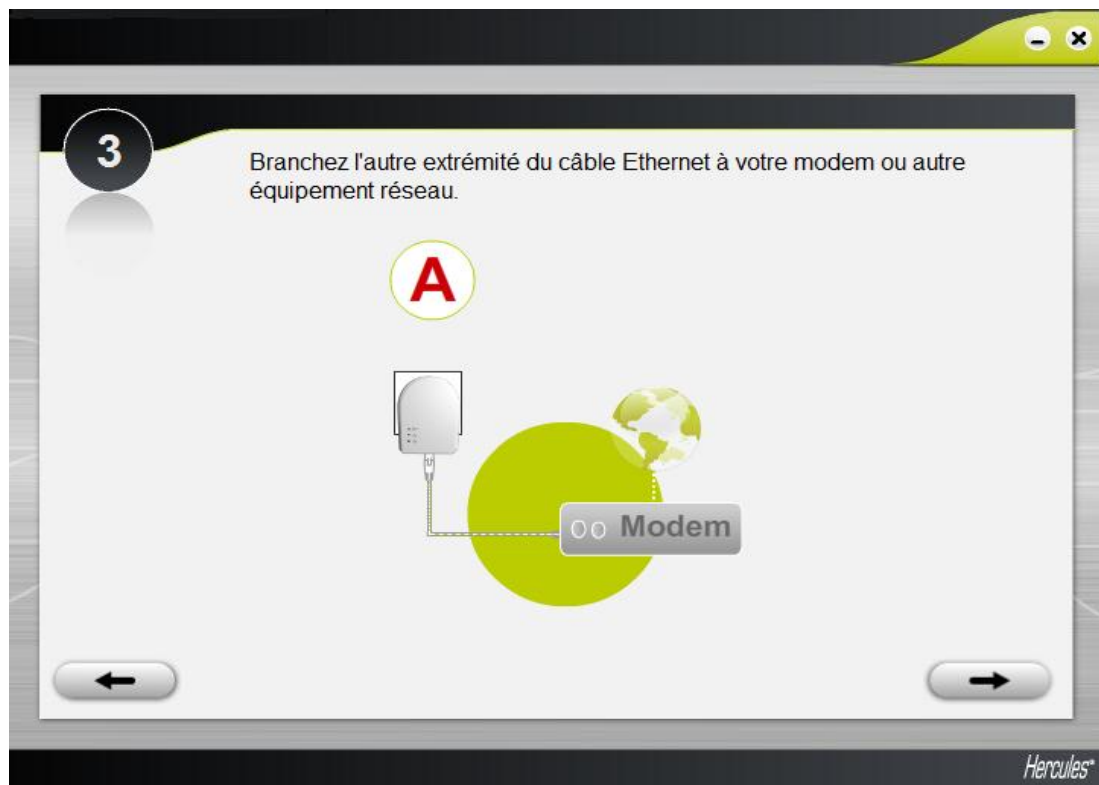 3
Branchez l'autre extrémité du câble Ethernet à votre modem ou autre
équipement réseau.
A
Modem
Hercules®